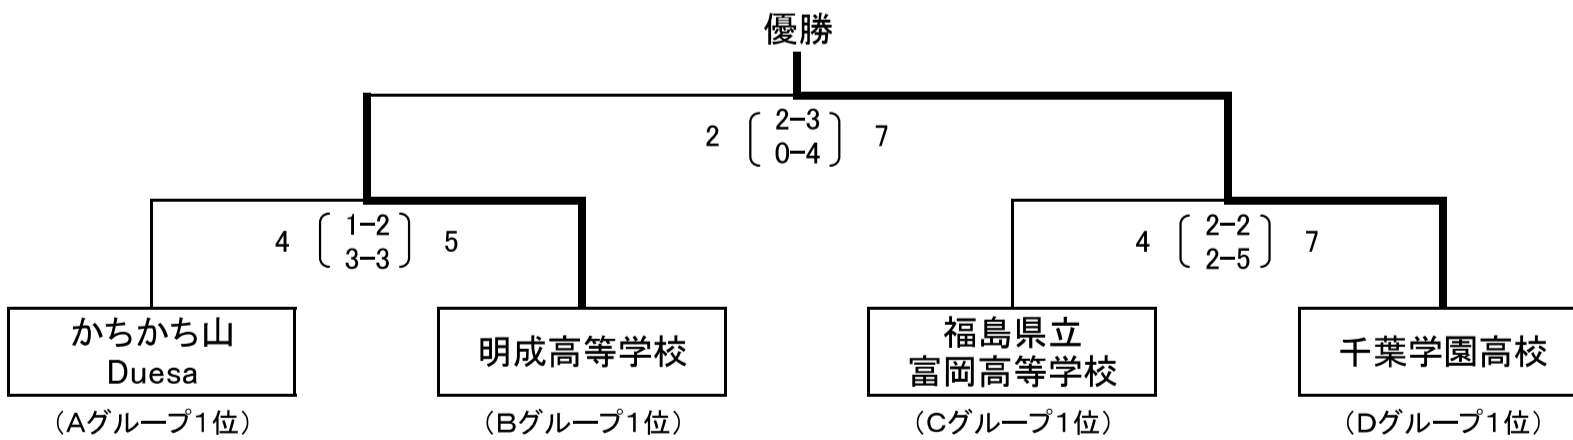 優勝
2 2-3 7
0-4
4 1-2 5
3-3
4 2-2 7
2-5
かちかち山
Duesa
明成高等学校
福島県立
富岡高等学校
千葉学園高校
(Aグループ1位)
(Bグループ1位)
(Cグループ1位)
(Dグループ1位)